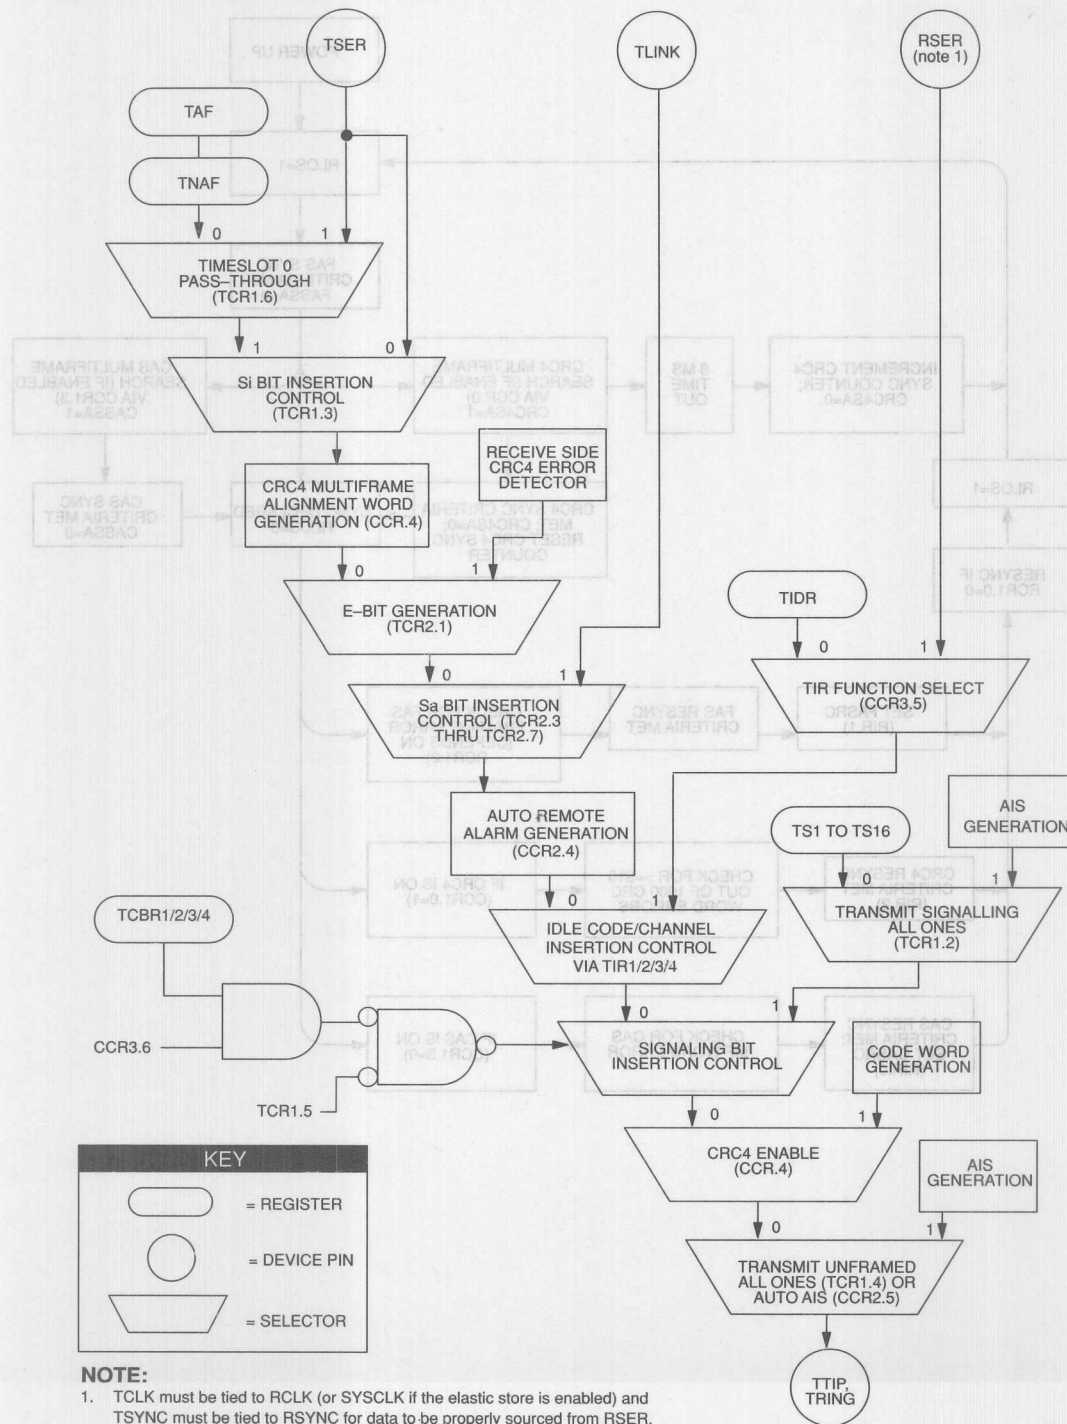 TSER
TLINK
RSER
(note 1)
TAF
TNAF
0 1
TIMESLOT 0
PASS–THROUGH
(TCR1.6)
1 0
Si BIT INSERTION
CONTROL
(TCR1.3)
RECEIVE SIDE
CRC4 ERROR
DETECTOR
CRC4 MULTIFRAME
ALIGNMENT WORD
GENERATION (CCR.4)
0 1
E–BIT GENERATION
(TCR2.1)
TIDR
0 1
TIR FUNCTION SELECT
(CCR3.5)
0 1
Sa BIT INSERTION
CONTROL (TCR2.3
THRU TCR2.7)
AUTO REMOTE
ALARM GENERATION
(CCR2.4)
TS1 TO TS16
AIS
GENERATION
0 1
TRANSMIT SIGNALLING
ALL ONES
(TCR1.2)
0 1
IDLE CODE/CHANNEL
INSERTION CONTROL
VIA TIR1/2/3/4
TCBR1/2/3/4
CCR3.6
TCR1.5
0 1
SIGNALING BIT
INSERTION CONTROL
CODE WORD
GENERATION
0 1
CRC4 ENABLE
(CCR.4)
AIS
GENERATION
0 1
TRANSMIT UNFRAMED
ALL ONES (TCR1.4) OR
AUTO AIS (CCR2.5)
TTIP,
TRING
KEY
= REGISTER
= DEVICE PIN
= SELECTOR
NOTE:
1. TCLK must be tied to RCLK (or SYSCLK if the elastic store is enabled) and
TSYNC must be tied to RSYNC for data to be properly sourced from RSER.